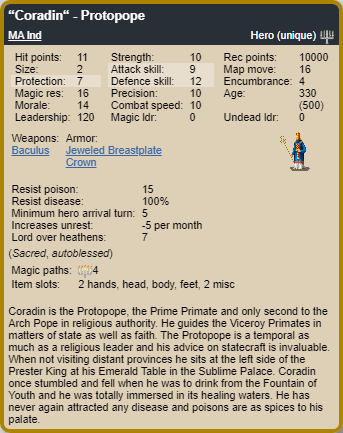 “Coradin“ - Protopope
MA Ind Hero (unique)
Hit points: 11 Strength: 10 Rec points: 10000
Size: 2 Attack skill: 9 Map move: 16
Protection: 7 Defence skill: 12 Encumbrance: 4
Magic res: 16 Precision: 10 Age: 330
Morale: 14 Combat speed: 10 (500)
Leadership: 120 Magic ldr: 0 Undead ldr: 0
Weapons: Armor:
Baculus Jeweled Breastplate
Crown
Resist poison: 15
Resist disease: 100%
Minimum hero arrival turn: 5
Increases unrest: -5 per month
Lord over heathens: 7
(Sacred, autoblessed)
Magic paths: 4
Item slots: 2 hands, head, body, feet, 2 misc
Coradin is the Protopope, the Prime Primate and only second to the
Arch Pope in religious authority. He guides the Viceroy Primates in
matters of state as well as faith. The Protopope is a temporal as
much as a religious leader and his advice on statecraft is invaluable.
When not visiting distant provinces he sits at the left side of the
Prester King at his Emerald Table in the Sublime Palace. Coradin
once stumbled and fell when he was to drink from the Fountain of
Youth and he was totally immersed in its healing waters. He has
never again attracted any disease and poisons are as spices to his
palate.